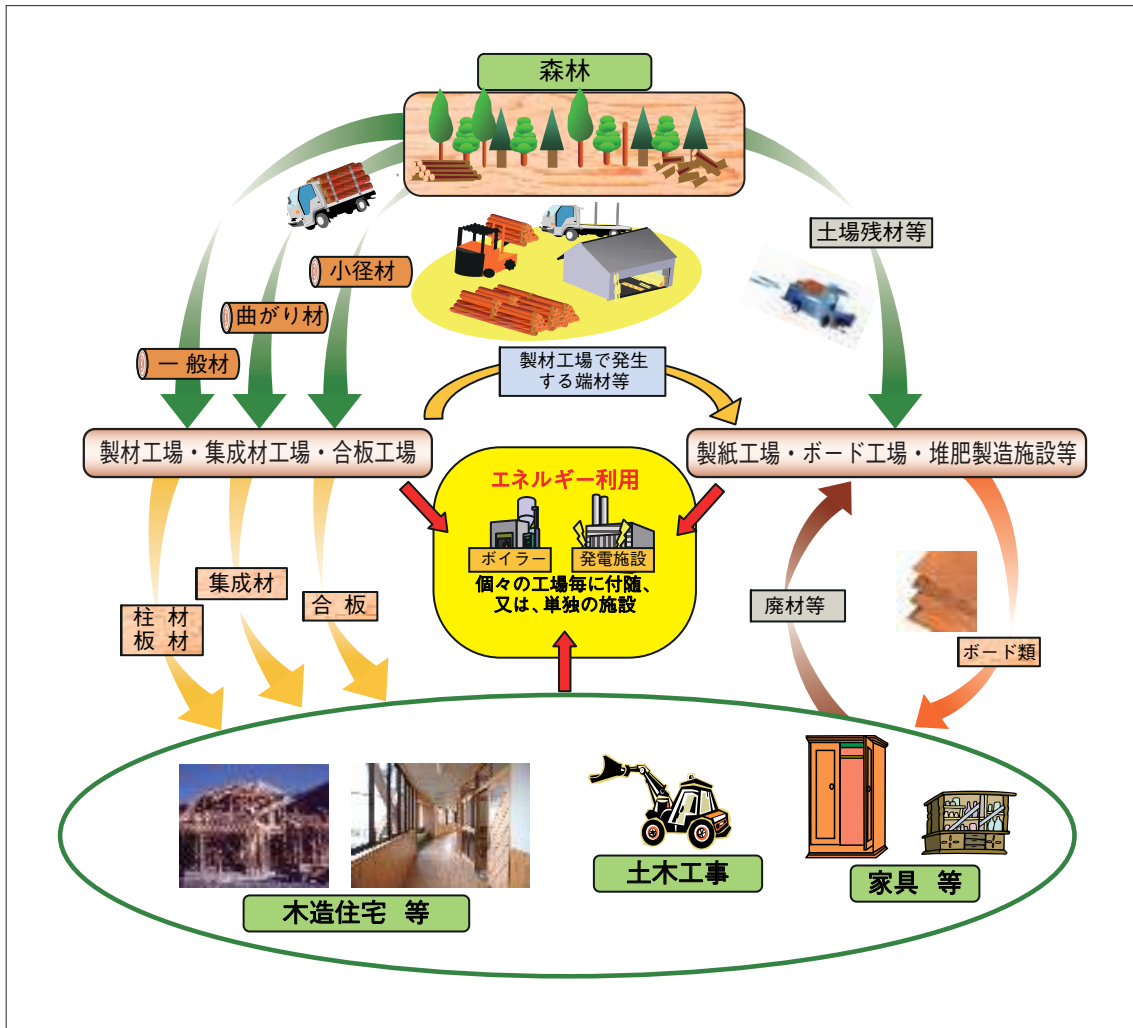 森林
土場残材等
小径材
曲がり材
一般材
製材工場で発生
する端材等
製材工場・集成材工場・合板工場
製紙工場・ボード工場・堆肥製造施設等
エネルギー利用
ボイラー
発電施設
個々の工場毎に付随、
又は、単独の施設
集成材
合板
柱材
板材
廃材等
ボード類
木造住宅 等
土木工事
家具 等